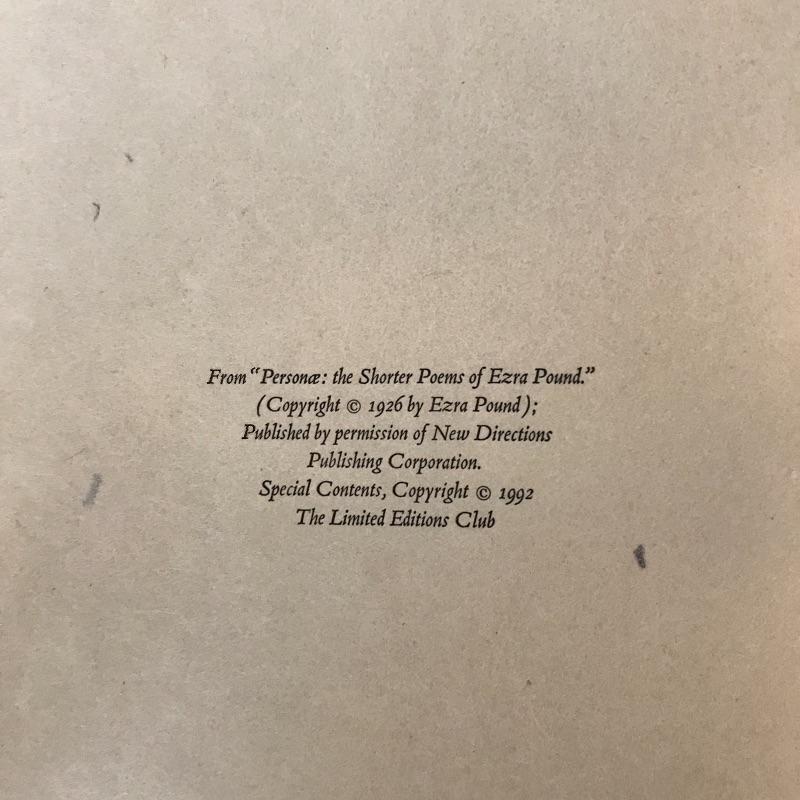 From “Personæ: the Shorter Poems of Ezra Pound.”
(Copyright © 1926 by Ezra Pound);
Published by permission of New Directions
Publishing Corporation.
Special Contents, Copyright © 1992
The Limited Editions Club